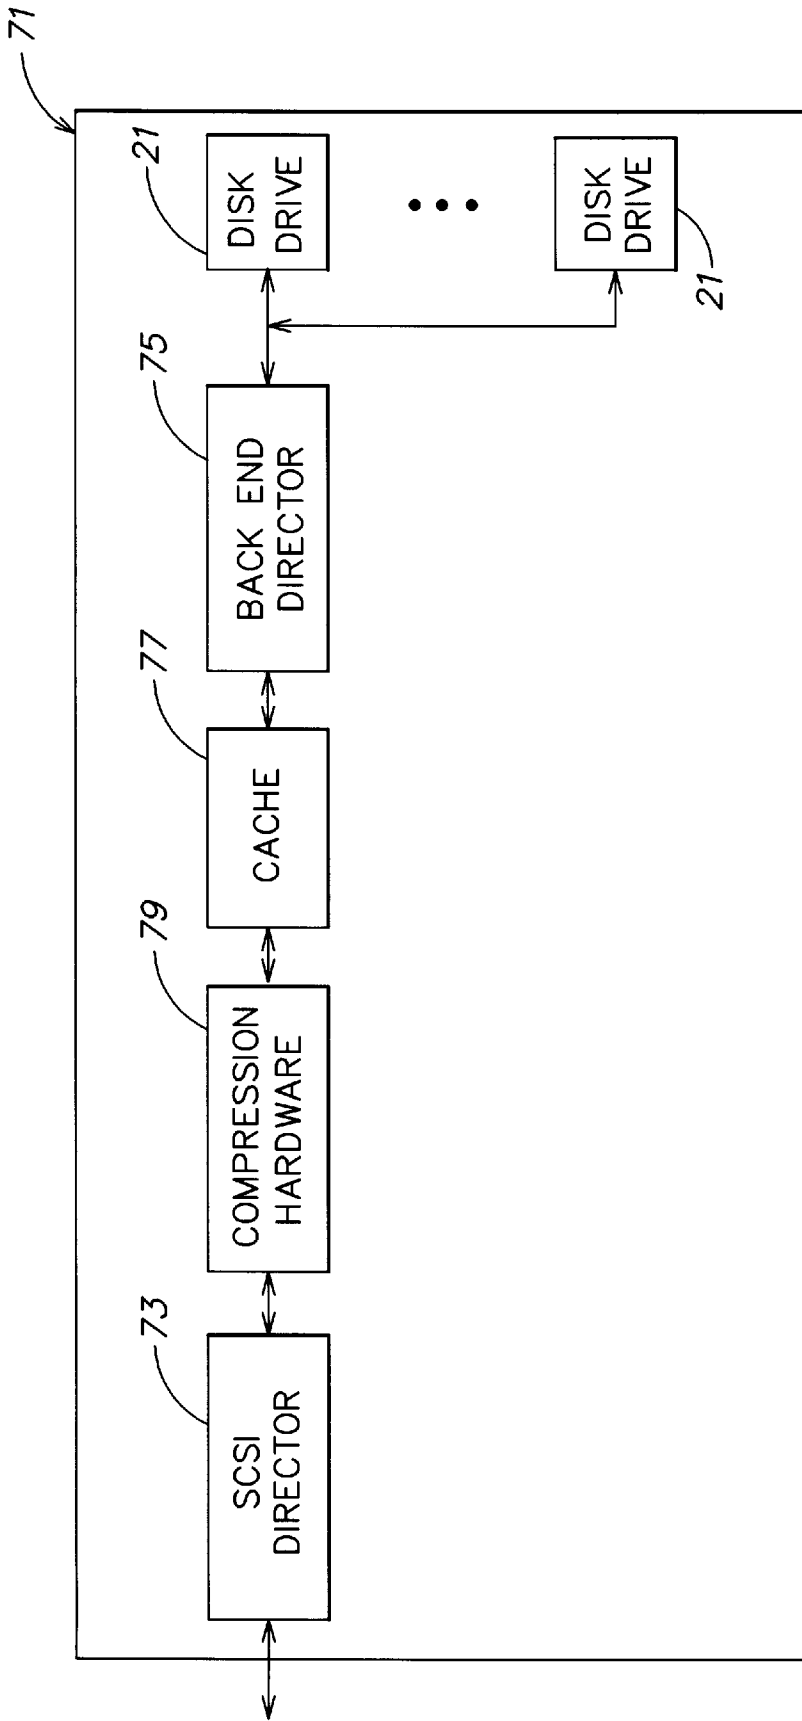 71
73
79
77
75
21
SCSI
DIRECTOR
COMPRESSION
HARDWARE
CACHE
BACK END
DIRECTOR
DISK
DRIVE
DISK
DRIVE
21